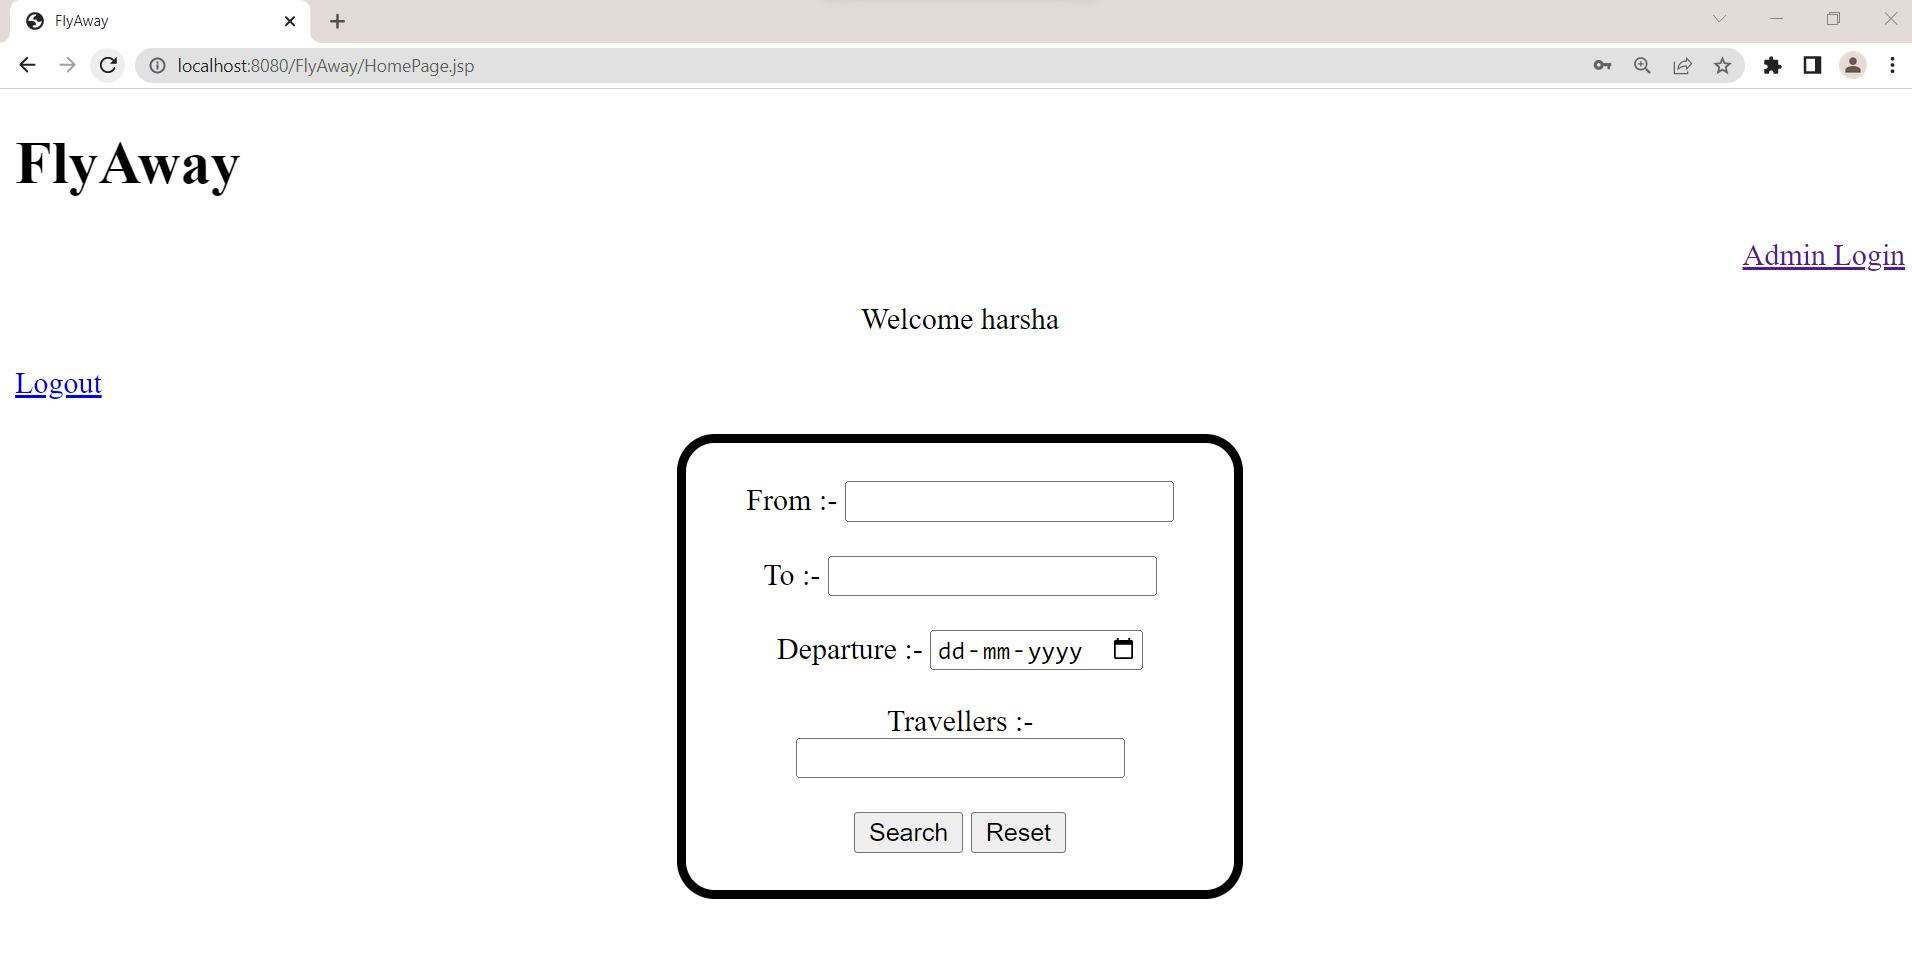 FlyAway
localhost:8080/FlyAway/HomePage.jsp
FlyAway
Admin Login
Welcome harsha
Logout
From :-
To :-
Departure :- dd-mm-yyyy
Travellers :-
Search Reset